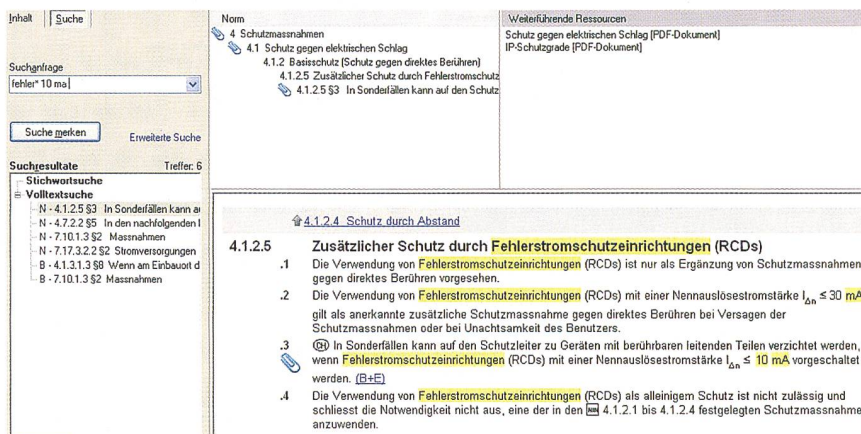 Inhalt
Suche
Suchanfrage
fehler* 10 ma
Suche merken
Erweiterte Suche
Suchresultate
Treffer: 6
Stichwortsuche
Volltextsuche
N - 4.1.2.5 §3 In Sonderfällen kann au
N - 4.7.2.2 §5 In den nachfolgenden
N - 7.10.1.3 §2 Massnahmen
N - 7.17.3.2.2 §2 Stromversorgungen
B - 4.1.3.1.3 §8 Wenn am Einbauort d
B - 7.10.1.3 §2 Massnahmen
Norm
4 Schutzmassnahmen
4.1 Schutz gegen elektrischen Schlag
4.1.2 Basisschutz (Schutz gegen direktes Berühren)
4.1.2.5 Zusätzlicher Schutz durch Fehlerstromschutz
4.1.2.5 §3 In Sonderfällen kann auf den Schutz
Weiterführende Ressourcen
Schutz gegen elektrischen Schlag [PDF-Dokument]
IP-Schutzgrade [PDF-Dokument]
4.1.2.4 Schutz durch Abstand
4.1.2.5 Zusätzlicher Schutz durch Fehlerstromschutzeinrichtungen (RCDs)
.1 Die Verwendung von Fehlerstromschutzeinrichtungen (RCDs) ist nur als Ergänzung von Schutzmassnahmen
gegen direktes Berühren vorgesehen.
.2 Die Verwendung von Fehlerstromschutzeinrichtungen (RCDs) mit einer Nennauslösestromstärke IΔn ≤ 30 mA
gilt als anerkannte zusätzliche Schutzmassnahme gegen direktes Berühren bei Versagen der
Schutzmassnahmen oder bei Unachtsamkeit des Benutzers.
.3 CH In Sonderfällen kann auf den Schutzleiter zu Geräten mit berührbaren leitenden Teilen verzichtet werden,
wenn Fehlerstromschutzeinrichtungen (RCDs) mit einer Nennauslösestromstärke IΔn ≤ 10 mA vorgeschaltet
werden. (B+E)
.4 Die Verwendung von Fehlerstromschutzeinrichtungen (RCDs) als alleinigem Schutz ist nicht zulässig und
schliesst die Notwendigkeit nicht aus, eine der in den NIN 4.1.2.1 bis 4.1.2.4 festgelegten Schutzmassnahme
anzuwenden.